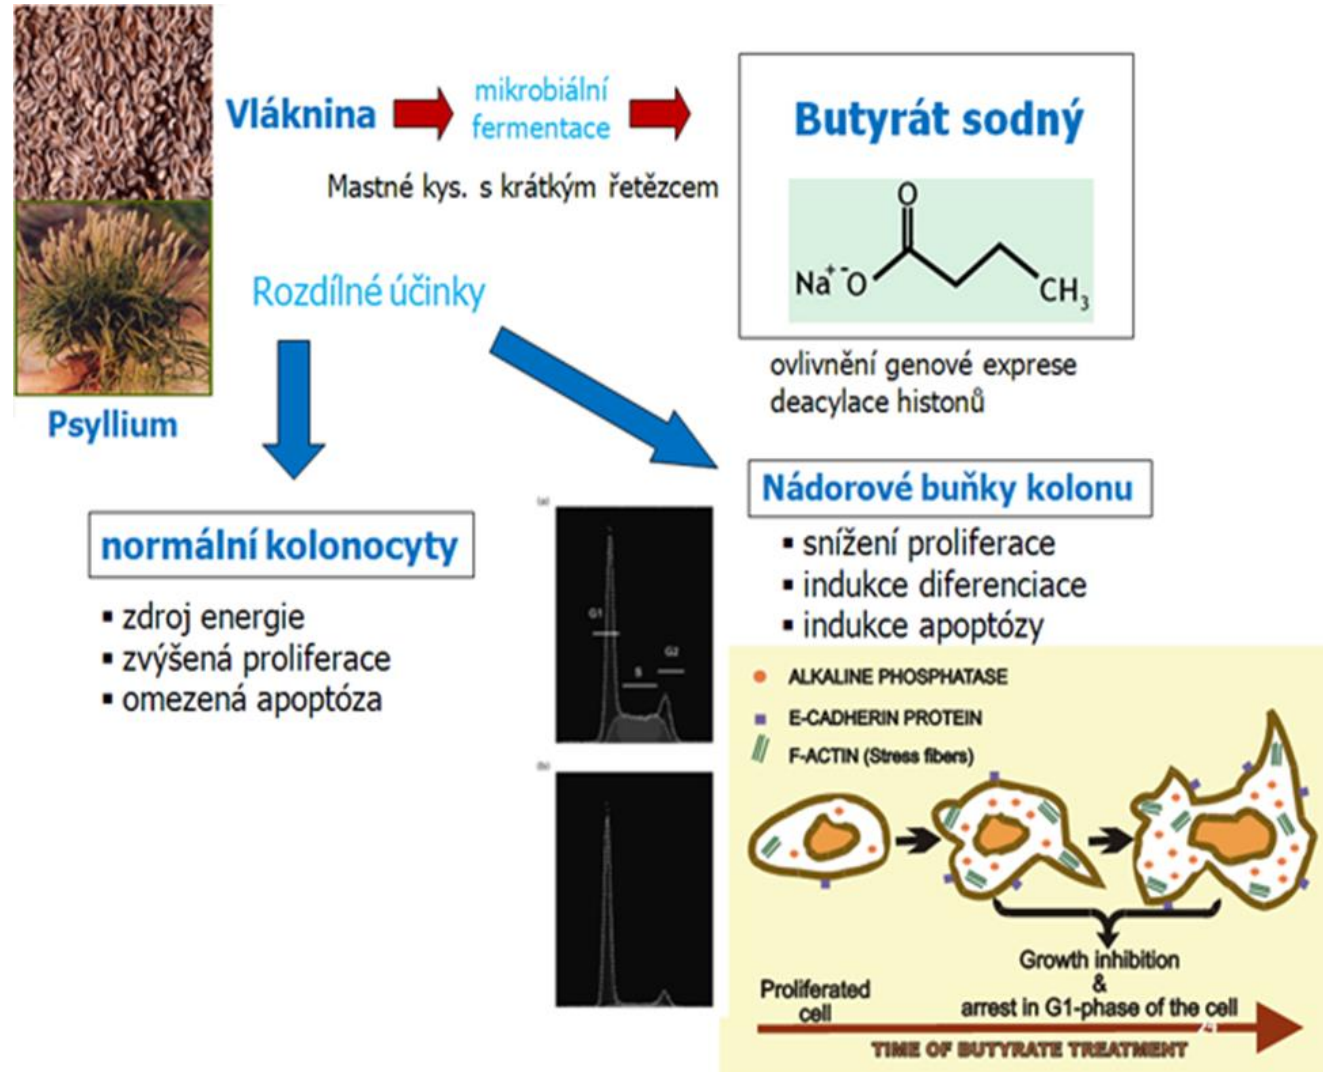 Vláknina
mikrobiální
fermentace
Mastné kys. s krátkým řetězcem
Butyrát sodný
O
Na⁺⁻O
CH₃
ovlivnění genové exprese
deacylace histonů
Rozdílné účinky
Psyllium
normální kolonocyty
▪ zdroj energie
▪ zvýšená proliferace
▪ omezená apoptóza
Nádorové buňky kolonu
▪ snížení proliferace
▪ indukce diferenciace
▪ indukce apoptózy
(a)
G1
S
G2
(b)
ALKALINE PHOSPHATASE
E-CADHERIN PROTEIN
F-ACTIN (Stress fibers)
Growth inhibition
&
arrest in G1-phase of the cell
Proliferated
cell
TIME OF BUTYRATE TREATMENT